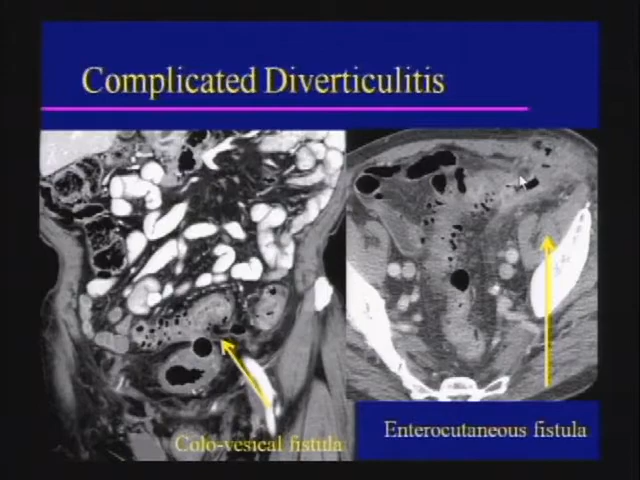 Complicated Diverticulitis
Colo-vesical fistula
Enterocutaneous fistula